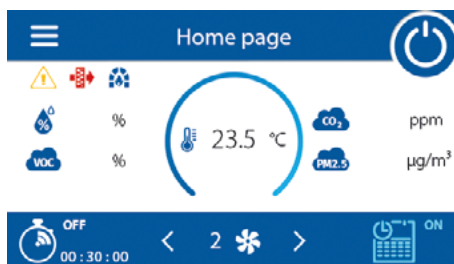 Home page
%
%
VOC
%
23.5 °C
CO₂
ppm
PM2.5
µg/m³
OFF
00:30:00
< 2 >
ON